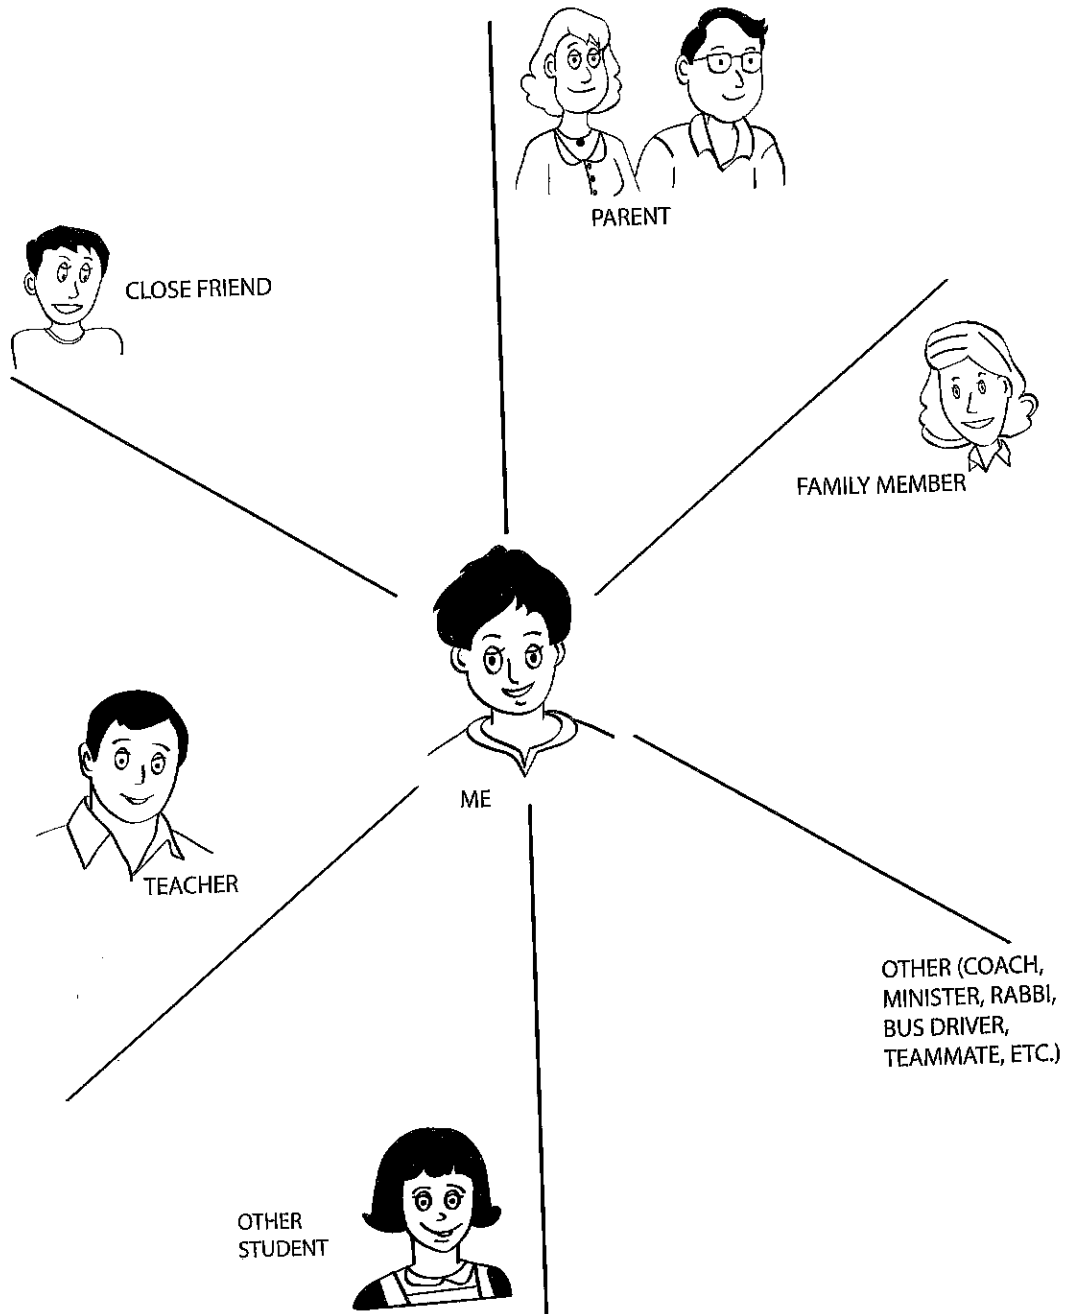 PARENT
CLOSE FRIEND
FAMILY MEMBER
ME
TEACHER
OTHER (COACH,
MINISTER, RABBI,
BUS DRIVER,
TEAMMATE, ETC.)
OTHER
STUDENT